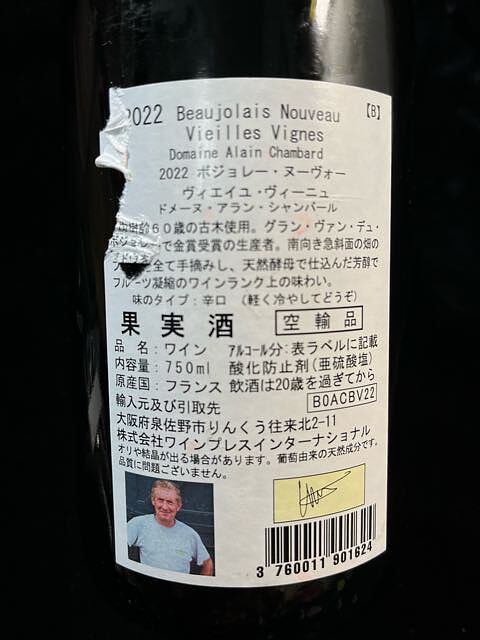 2022 Beaujolais Nouveau 【B】
Vieilles Vignes
Domaine Alain Chambard
2022 ボジョレー・ヌーヴォー
ヴィエイユ・ヴィーニュ
ドメーヌ・アラン・シャンバール
樹齢60歳の古木使用。グラン・ヴァン・デュ・
ボジョレーで金賞受賞の生産者。南向き急斜面の畑の
全て手摘みし、天然酵母で仕込んだ芳醇で
フルーツ凝縮のワインランク上の味わい。
味のタイプ：辛口 (軽く冷やしてどうぞ)
果実酒 空輸品
品名：ワイン アルコール分：表ラベルに記載
内容量：750ml 酸化防止剤(亜硫酸塩)
原産国：フランス 飲酒は20歳を過ぎてから
輸入元及び引取先 B0ACBV22
大阪府泉佐野市りんくう往来北2-11
株式会社ワインプレスインターナショナル
オリや結晶が出る場合があります。葡萄由来の天然成分です。
品質に問題ございません。
3 760011 901624